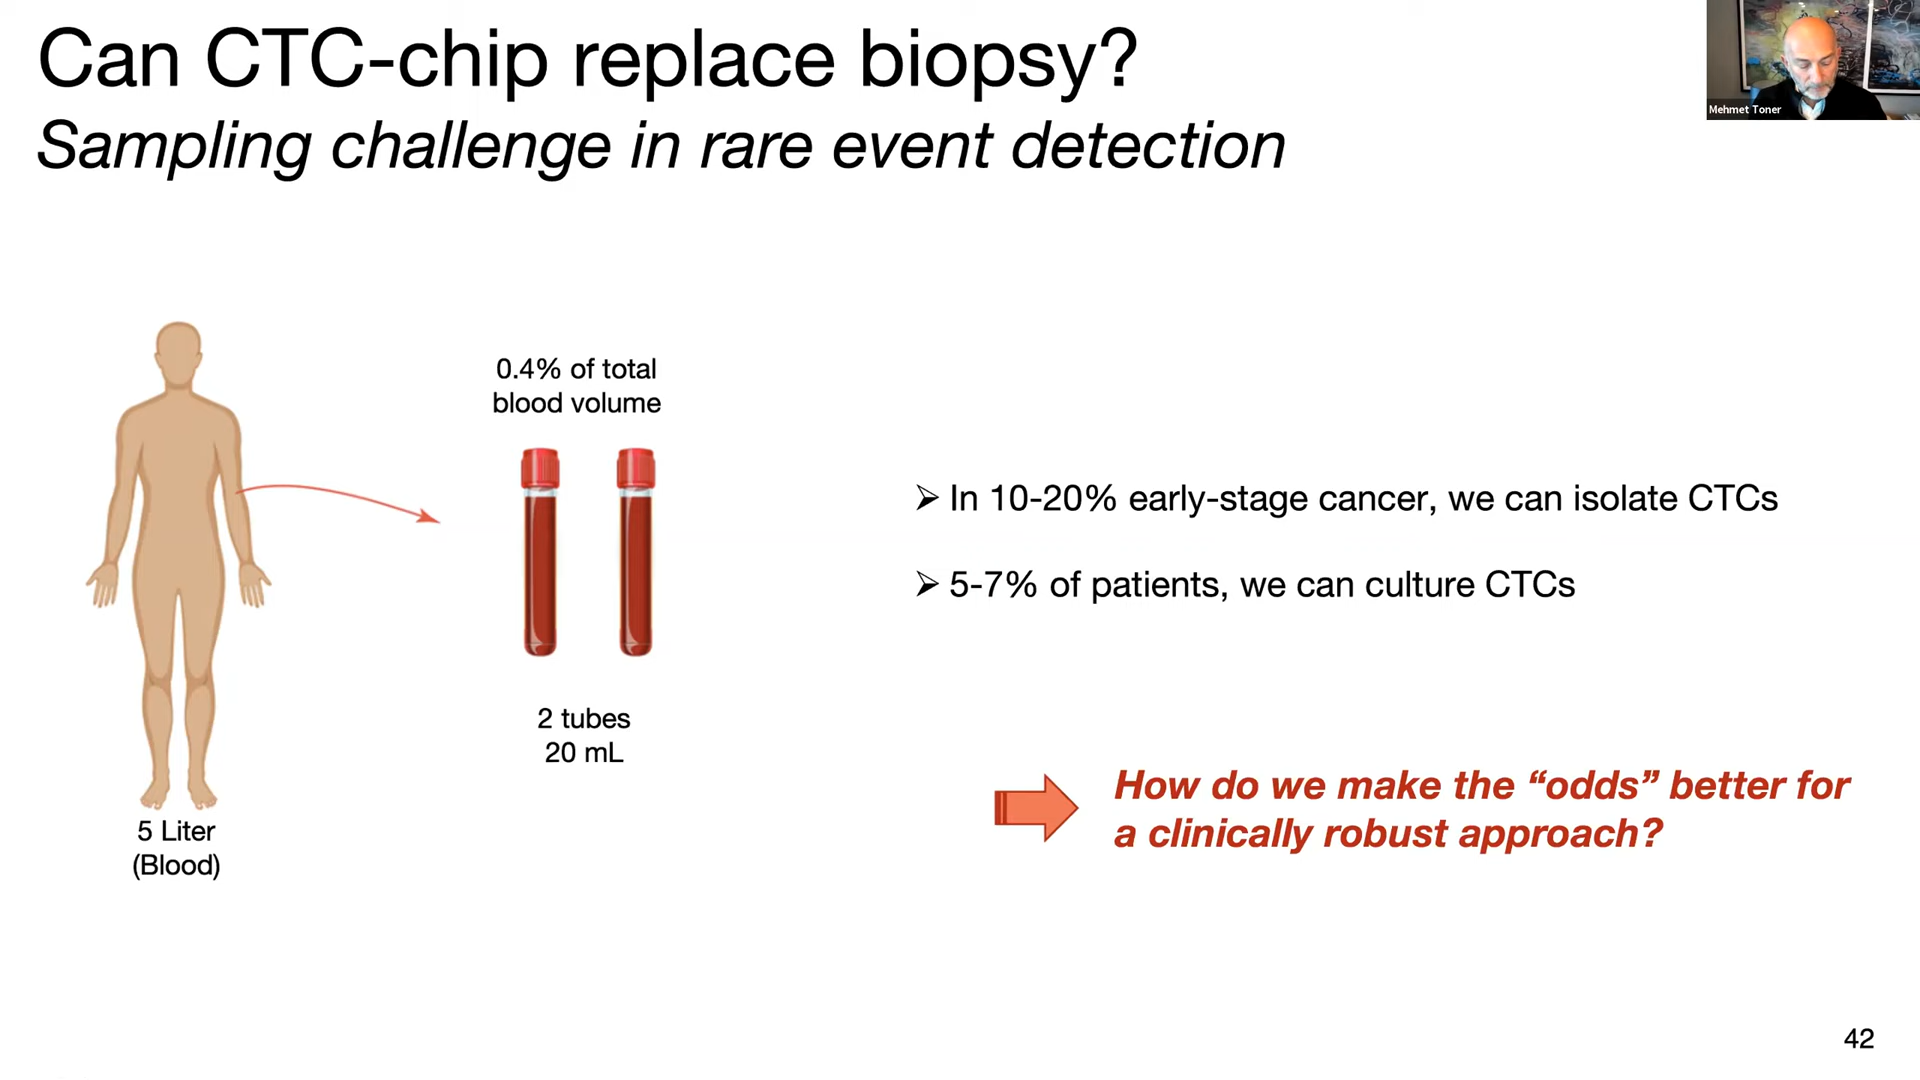 Can CTC-chip replace biopsy?
Sampling challenge in rare event detection
Mehmet Toner
0.4% of total
blood volume
2 tubes
20 mL
5 Liter
(Blood)
➢ In 10-20% early-stage cancer, we can isolate CTCs
➢ 5-7% of patients, we can culture CTCs
How do we make the “odds” better for
a clinically robust approach?
42